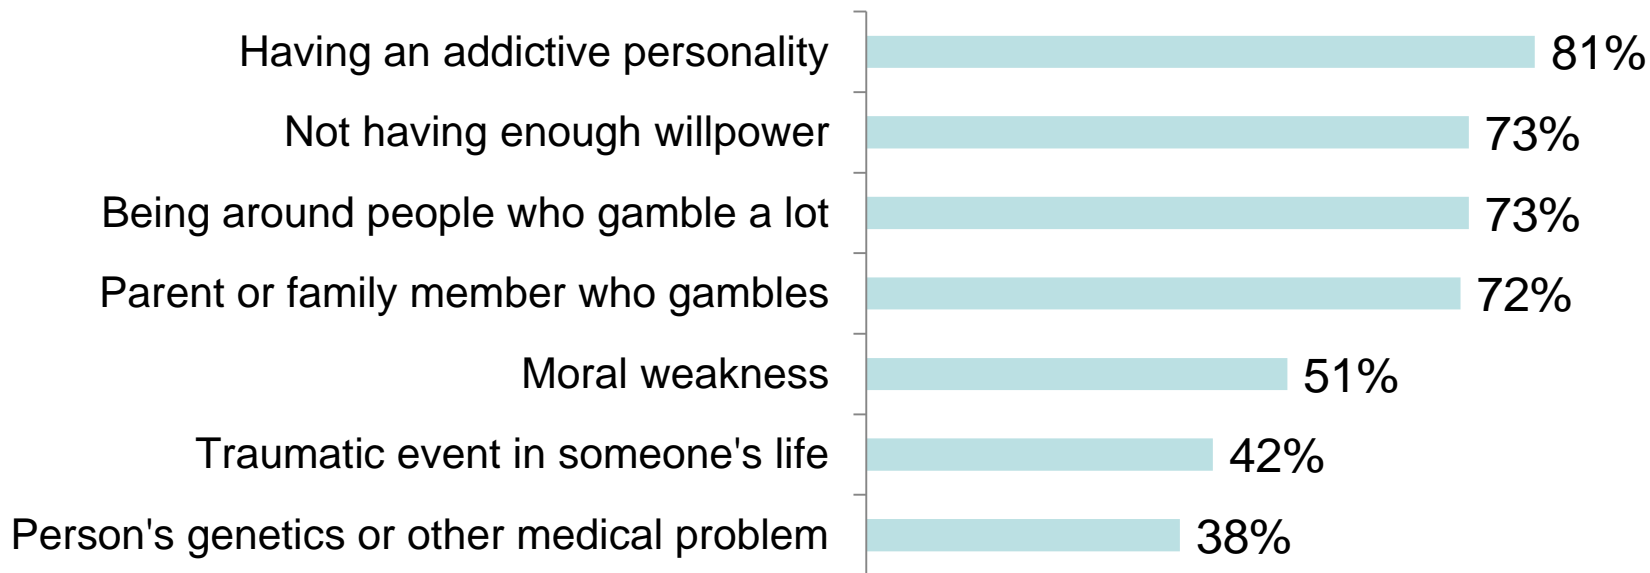 Having an addictive personality 81%
Not having enough willpower 73%
Being around people who gamble a lot 73%
Parent or family member who gambles 72%
Moral weakness 51%
Traumatic event in someone's life 42%
Person's genetics or other medical problem 38%